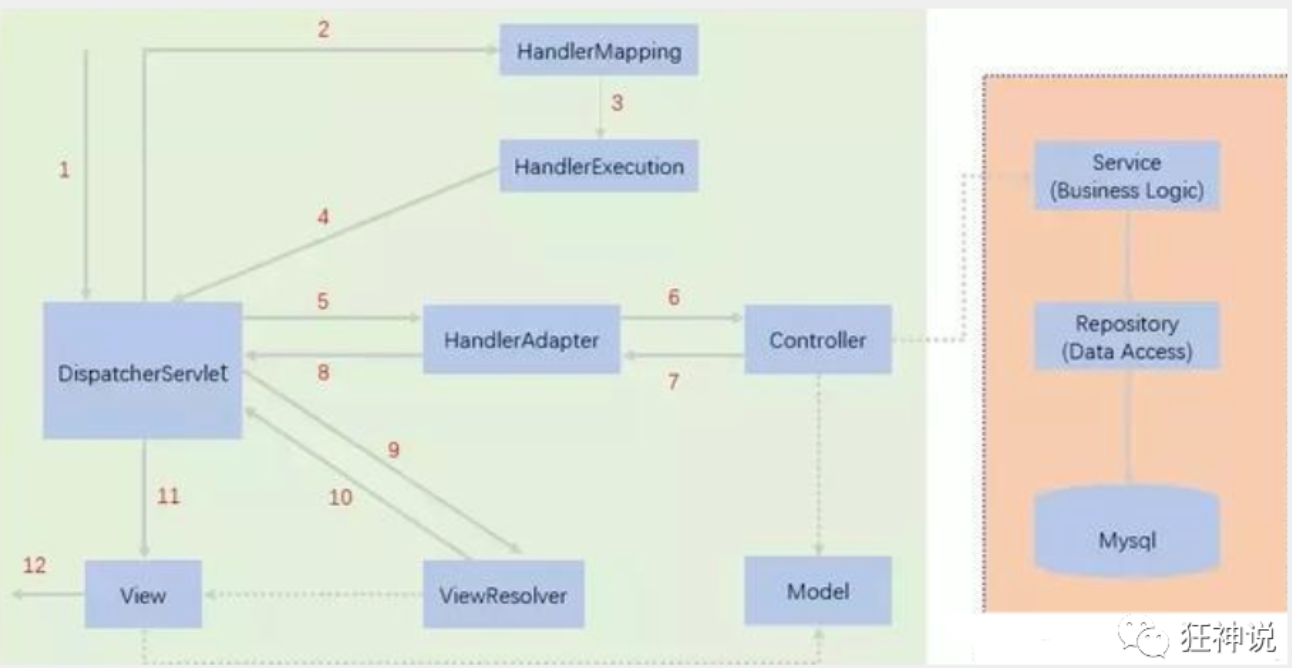 2
HandlerMapping
3
1
HandlerExecution
4
Service
(Business Logic)
5
6
HandlerAdapter
Controller
Repository
(Data Access)
DispatcherServlet
8
7
9
10
11
Mysql
12
View
ViewResolver
Model
狂神说